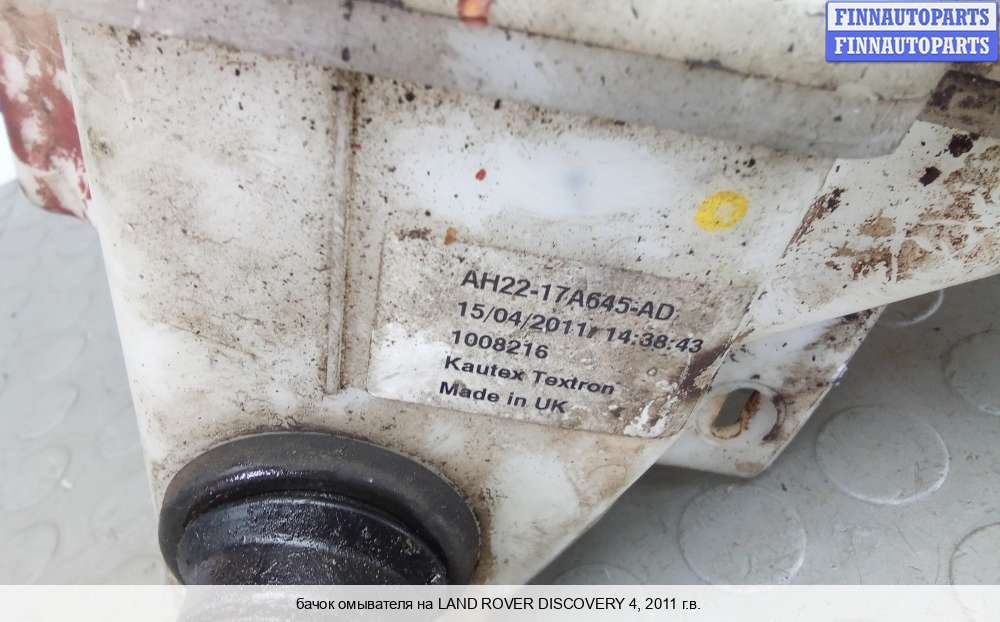 FINNAUTOPARTS
FINNAUTOPARTS
AH22-17A645-AD
15/04/2011/ 14:38:43
1008216
Kautex Textron
Made in UK
бачок омывателя на LAND ROVER DISCOVERY 4, 2011 г.в.